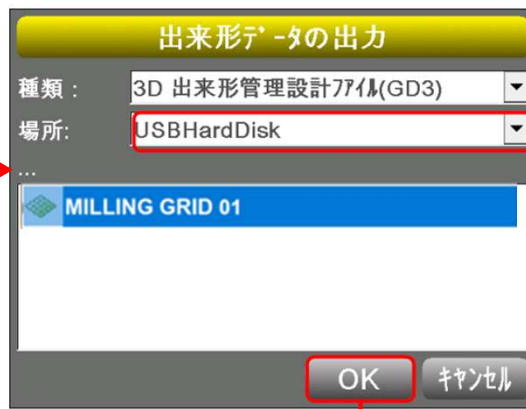 出来形ﾃﾞｰﾀの出力
種類： 3D 出来形管理設計ﾌｧｲﾙ(GD3)
場所: USBHardDisk
...
MILLING GRID 01
OK ｷｬﾝｾﾙ